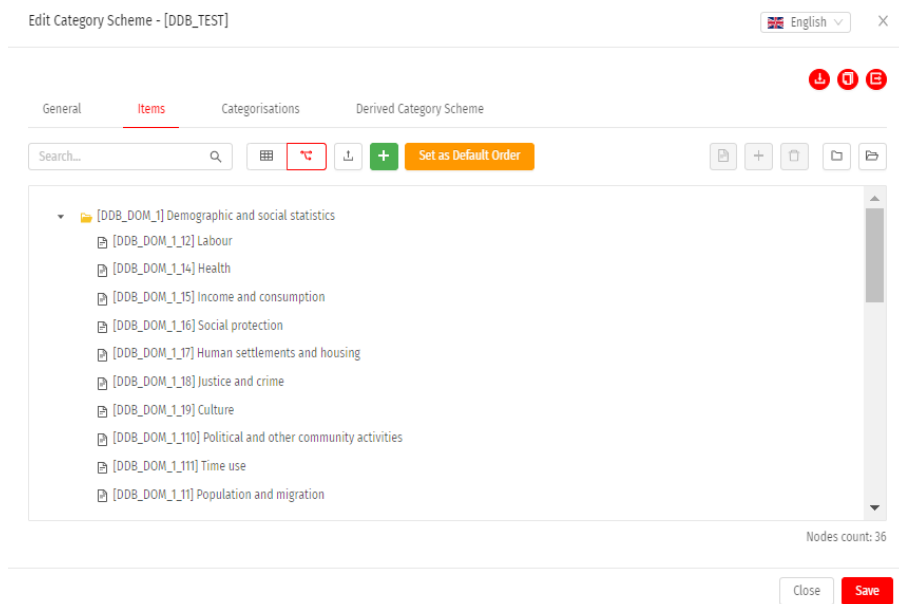 Edit Category Scheme - [DDB_TEST]
English
General Items Categorisations Derived Category Scheme
Search... Set as Default Order
[DDB_DOM_1] Demographic and social statistics
[DDB_DOM_1_12] Labour
[DDB_DOM_1_14] Health
[DDB_DOM_1_15] Income and consumption
[DDB_DOM_1_16] Social protection
[DDB_DOM_1_17] Human settlements and housing
[DDB_DOM_1_18] Justice and crime
[DDB_DOM_1_19] Culture
[DDB_DOM_1_110] Political and other community activities
[DDB_DOM_1_111] Time use
[DDB_DOM_1_11] Population and migration
Nodes count: 36
Close Save